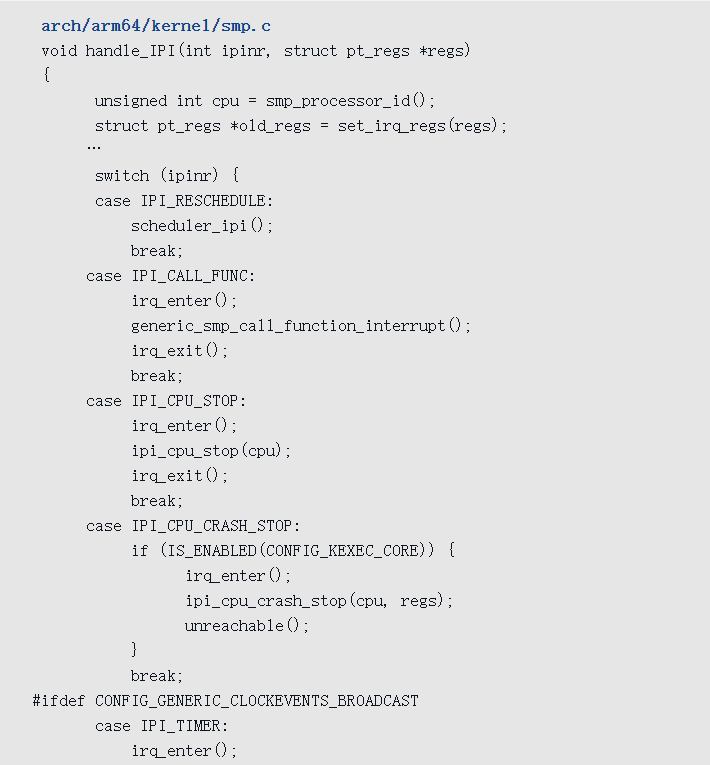 arch/arm64/kernel/smp.c
void handle_IPI(int ipinr, struct pt_regs *regs)
{
unsigned int cpu = smp_processor_id();
struct pt_regs *old_regs = set_irq_regs(regs);
…
switch (ipinr) {
case IPI_RESCHEDULE:
scheduler_ipi();
break;
case IPI_CALL_FUNC:
irq_enter();
generic_smp_call_function_interrupt();
irq_exit();
break;
case IPI_CPU_STOP:
irq_enter();
ipi_cpu_stop(cpu);
irq_exit();
break;
case IPI_CPU_CRASH_STOP:
if (IS_ENABLED(CONFIG_KEXEC_CORE)) {
irq_enter();
ipi_cpu_crash_stop(cpu, regs);
unreachable();
}
break;
#ifdef CONFIG_GENERIC_CLOCKEVENTS_BROADCAST
case IPI_TIMER:
irq_enter();